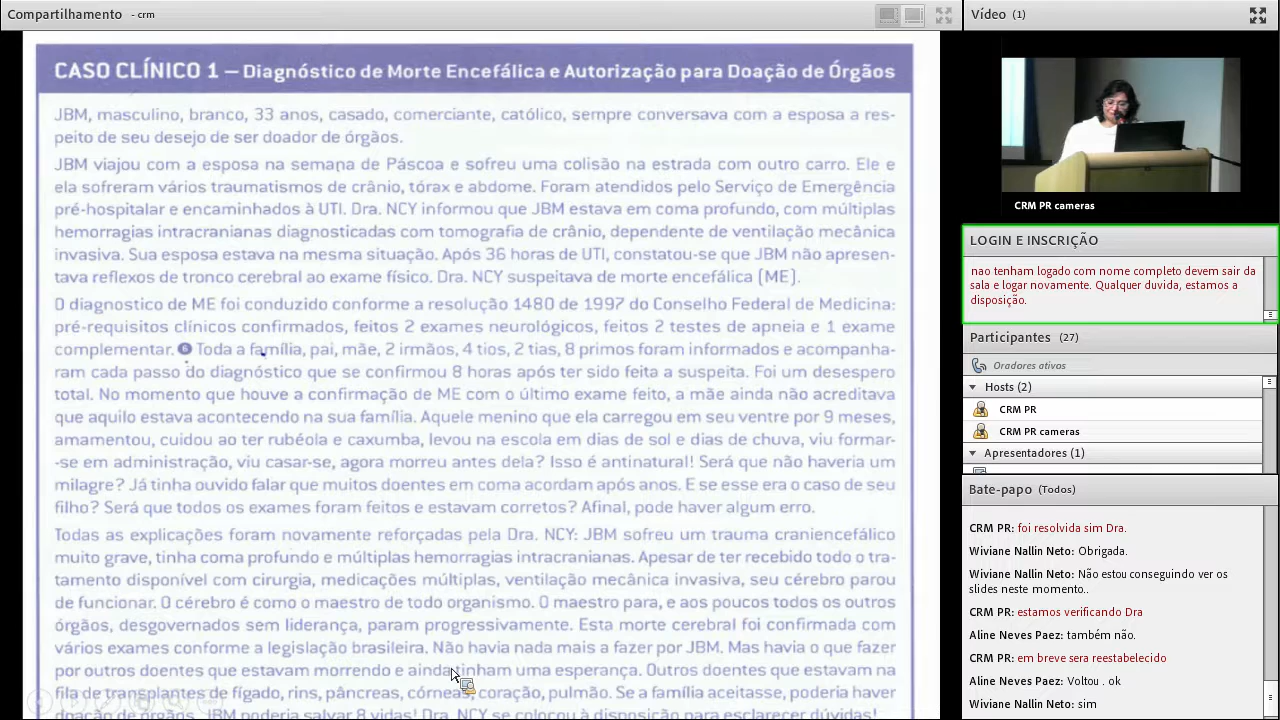 Compartilhamento - crm
CASO CLÍNICO 1 — Diagnóstico de Morte Encefálica e Autorização para Doação de Órgãos
JBM, masculino, branco, 33 anos, casado, comerciante, católico, sempre conversava com a esposa a res-
peito de seu desejo de ser doador de órgãos.
JBM viajou com a esposa na semana de Páscoa e sofreu uma colisão na estrada com outro carro. Ele e
ela sofreram vários traumatismos de crânio, tórax e abdome. Foram atendidos pelo Serviço de Emergência
pré-hospitalar e encaminhados à UTI. Dra. NCY informou que JBM estava em coma profundo, com múltiplas
hemorragias intracranianas diagnosticadas com tomografia de crânio, dependente de ventilação mecânica
invasiva. Sua esposa estava na mesma situação. Após 36 horas de UTI, constatou-se que JBM não apresen-
tava reflexos de tronco cerebral ao exame físico. Dra. NCY suspeitava de morte encefálica (ME).
O diagnostico de ME foi conduzido conforme a resolução 1480 de 1997 do Conselho Federal de Medicina:
pré-requisitos clínicos confirmados, feitos 2 exames neurológicos, feitos 2 testes de apneia e 1 exame
complementar. 6 Toda a família, pai, mãe, 2 irmãos, 4 tios, 2 tias, 8 primos foram informados e acompanha-
ram cada passo do diagnóstico que se confirmou 8 horas após ter sido feita a suspeita. Foi um desespero
total. No momento que houve a confirmação de ME com o último exame feito, a mãe ainda não acreditava
que aquilo estava acontecendo na sua família. Aquele menino que ela carregou em seu ventre por 9 meses,
amamentou, cuidou ao ter rubéola e caxumba, levou na escola em dias de sol e dias de chuva, viu formar-
-se em administração, viu casar-se, agora morreu antes dela? Isso é antinatural! Será que não haveria um
milagre? Já tinha ouvido falar que muitos doentes em coma acordam após anos. E se esse era o caso de seu
filho? Será que todos os exames foram feitos e estavam corretos? Afinal, pode haver algum erro.
Todas as explicações foram novamente reforçadas pela Dra. NCY: JBM sofreu um trauma craniencefálico
muito grave, tinha coma profundo e múltiplas hemorragias intracranianas. Apesar de ter recebido todo o tra-
tamento disponível com cirurgia, medicações múltiplas, ventilação mecânica invasiva, seu cérebro parou
de funcionar. O cérebro é como o maestro de todo organismo. O maestro para, e aos poucos todos os outros
órgãos, desgovernados sem liderança, param progressivamente. Esta morte cerebral foi confirmada com
vários exames conforme a legislação brasileira. Não havia nada mais a fazer por JBM. Mas havia o que fazer
por outros doentes que estavam morrendo e ainda tinham uma esperança. Outros doentes que estavam na
fila de transplantes de fígado, rins, pâncreas, córneas, coração, pulmão. Se a família aceitasse, poderia haver
doação de órgãos. JBM poderia salvar 8 vidas! Dra. NCY se colocou à disposição para esclarecer dúvidas!
Vídeo (1)
CRM PR cameras
LOGIN E INSCRIÇÃO
nao tenham logado com nome completo devem sair da
sala e logar novamente. Qualquer duvida, estamos a
disposição.
Participantes (27)
Oradores ativos
Hosts (2)
CRM PR
CRM PR cameras
Apresentadores (1)
Bate-papo (Todos)
CRM PR: foi resolvida sim Dra.
Wiviane Nallin Neto: Obrigada.
Wiviane Nallin Neto: Não estou conseguindo ver os
slides neste momento..
CRM PR: estamos verificando Dra
Aline Neves Paez: também não.
CRM PR: em breve sera reestabelecido
Aline Neves Paez: Voltou . ok
Wiviane Nallin Neto: sim